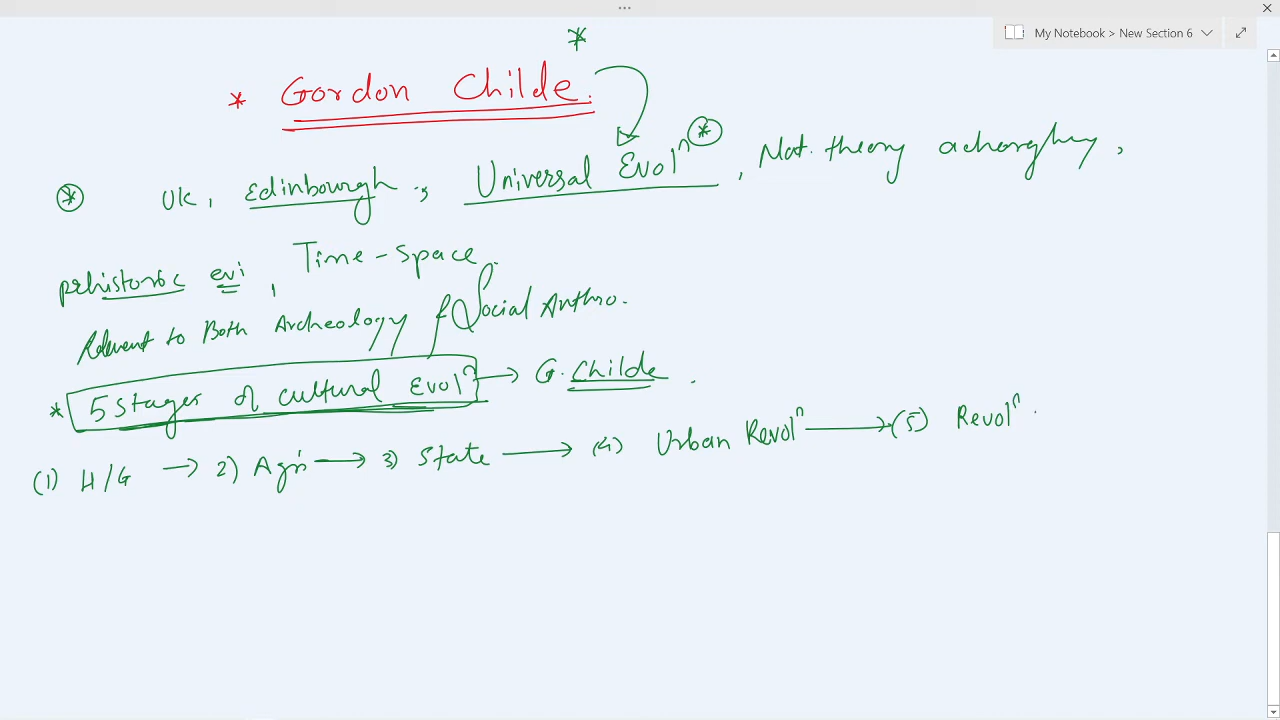 My Notebook > New Section 6
* Gordon Childe.
UK, Edinbourgh, Universal Evolⁿ *, Mat. theory
prehistoric evi, Time-Space.
Relevent to Both Archeology & Social Anthro.
* 5 Stages of cultural Evolⁿ → G. Childe.
(1) H/G → 2) Agri → 3) State → (4) Urban Revolⁿ → (5) Revolⁿ.